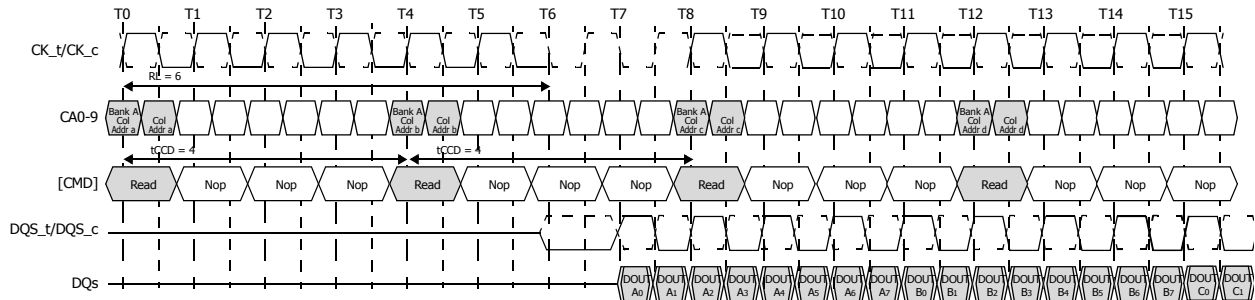 T0 T1 T2 T3 T4 T5 T6 T7 T8 T9 T10 T11 T12 T13 T14 T15
CK_t/CK_c
RL = 6
CA0-9
Bank A Col Addr a
Col Addr a
Bank A Col Addr b
Col Addr b
Bank A Col Addr c
Col Addr c
Bank A Col Addr d
Col Addr d
tCCD = 4
tCCD = 4
[CMD] Read Nop Nop Nop Read Nop Nop Nop Read Nop Nop Nop Read Nop Nop Nop
DQS_t/DQS_c
DQs
DOUT A0
DOUT A1
DOUT A2
DOUT A3
DOUT A4
DOUT A5
DOUT A6
DOUT A7
DOUT B0
DOUT B1
DOUT B2
DOUT B3
DOUT B4
DOUT B5
DOUT B6
DOUT B7
DOUT C0
DOUT C1